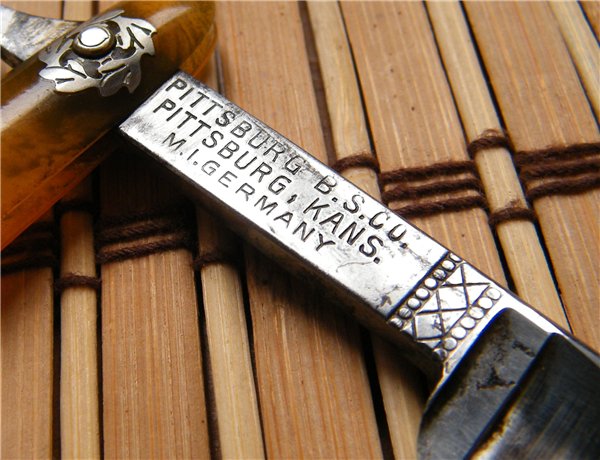 PITTSBURG B.S.CO.
PITTSBURG, KANS.
M.I.GERMANY